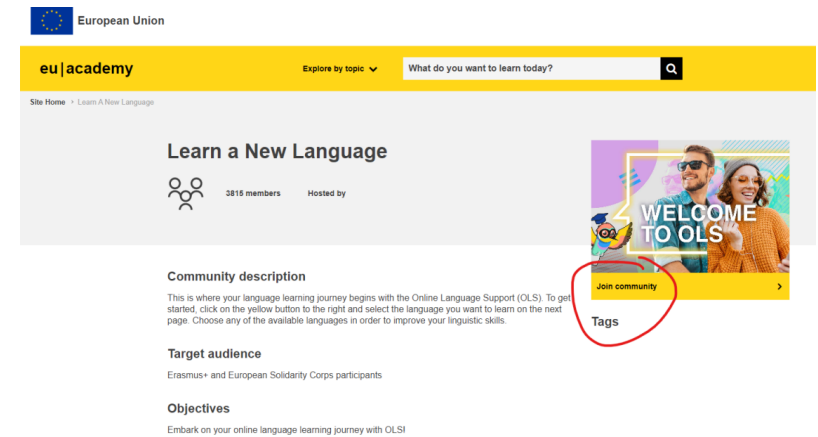 European Union
eu|academy
Explore by topic
What do you want to learn today?
Site Home > Learn A New Language
Learn a New Language
3815 members
Hosted by
WELCOME
TO OLS
Join community >
Tags
Community description
This is where your language learning journey begins with the Online Language Support (OLS). To get
started, click on the yellow button to the right and select the language you want to learn on the next
page. Choose any of the available languages in order to improve your linguistic skills.
Target audience
Erasmus+ and European Solidarity Corps participants
Objectives
Embark on your online language learning journey with OLS!